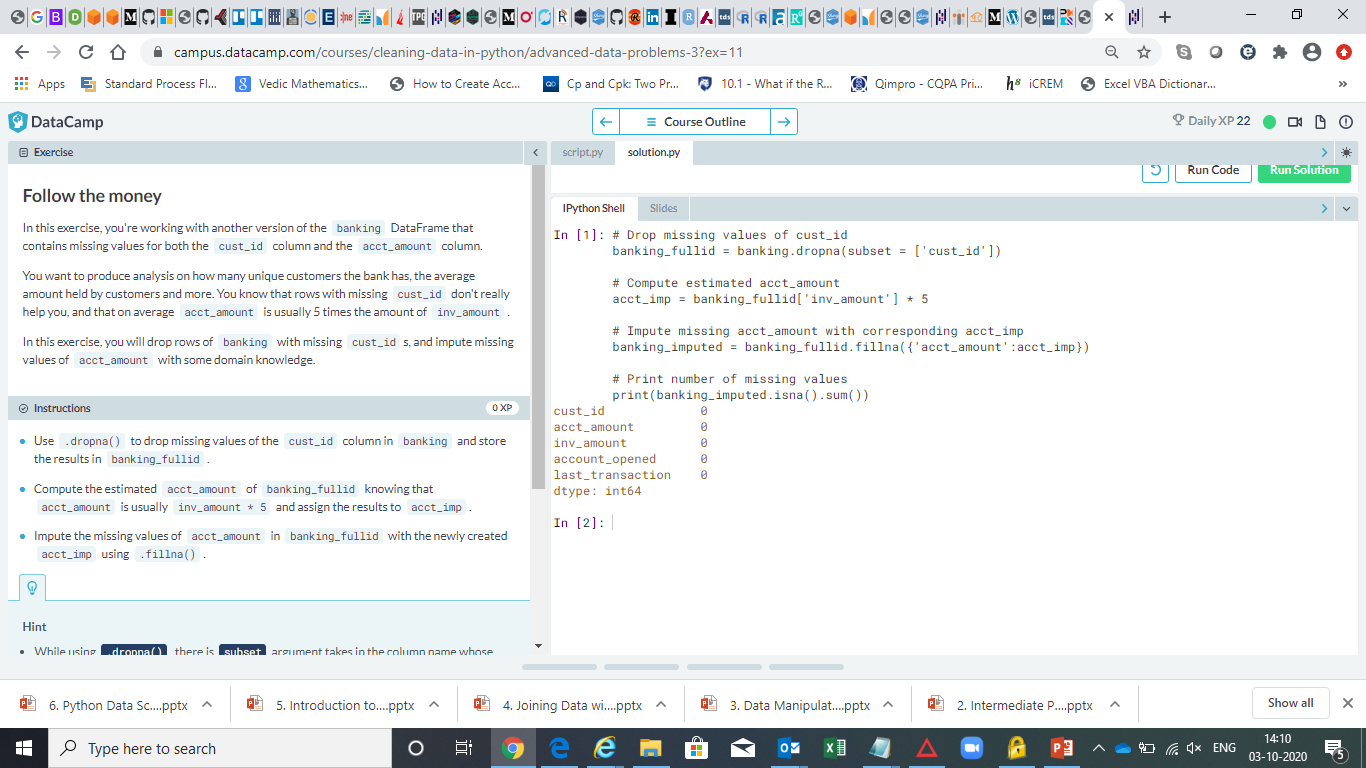 campus.datacamp.com/courses/cleaning-data-in-python/advanced-data-problems-3?ex=11
Apps Standard Process Fl... Vedic Mathematics... How to Create Acc... Cp and Cpk: Two Pr... 10.1 - What if the R... Qimpro - CQPA Pri... iCREM Excel VBA Dictionar... »
DataCamp
Course Outline
Daily XP 22
Exercise
Follow the money
In this exercise, you're working with another version of the banking DataFrame that
contains missing values for both the cust_id column and the acct_amount column.
You want to produce analysis on how many unique customers the bank has, the average
amount held by customers and more. You know that rows with missing cust_id don't really
help you, and that on average acct_amount is usually 5 times the amount of inv_amount .
In this exercise, you will drop rows of banking with missing cust_id s, and impute missing
values of acct_amount with some domain knowledge.
Instructions
0 XP
Use .dropna() to drop missing values of the cust_id column in banking and store
the results in banking_fullid .
Compute the estimated acct_amount of banking_fullid knowing that
acct_amount is usually inv_amount * 5 and assign the results to acct_imp .
Impute the missing values of acct_amount in banking_fullid with the newly created
acct_imp using .fillna() .
Hint
While using .dropna() there is subset argument takes in the column name whose
script.py solution.py
Run Code Run Solution
IPython Shell Slides
In [1]: # Drop missing values of cust_id
banking_fullid = banking.dropna(subset = ['cust_id'])
# Compute estimated acct_amount
acct_imp = banking_fullid['inv_amount'] * 5
# Impute missing acct_amount with corresponding acct_imp
banking_imputed = banking_fullid.fillna({'acct_amount':acct_imp})
# Print number of missing values
print(banking_imputed.isna().sum())
cust_id 0
acct_amount 0
inv_amount 0
account_opened 0
last_transaction 0
dtype: int64
In [2]:
6. Python Data Sc....pptx 5. Introduction to....pptx 4. Joining Data wi....pptx 3. Data Manipulat....pptx 2. Intermediate P....pptx Show all
Type here to search
ENG
14:10
03-10-2020
5